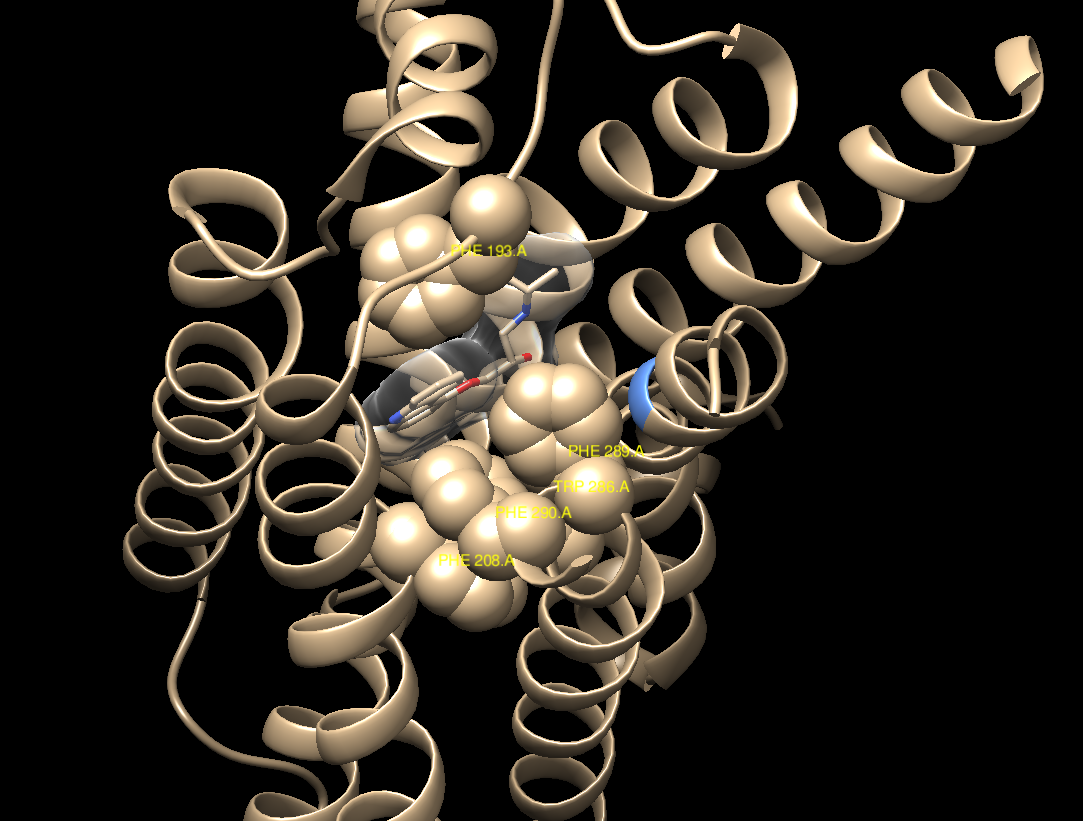 PHE 193.A
PHE 289.A
TRP 286.A
PHE 290.A
PHE 208.A